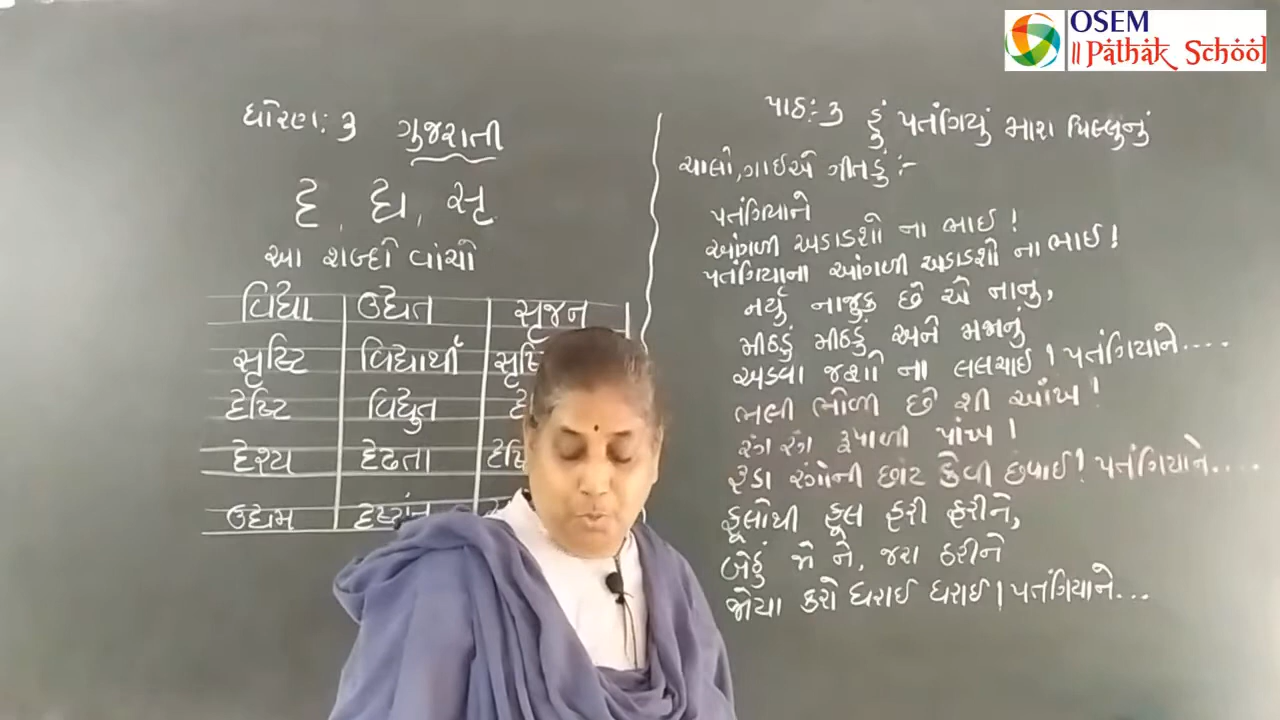 OSEM
॥ Pathak School
ધોરણ: ૩ ગુજરાતી
દૃ, દ્ય, સૃ
આ શબ્દો વાંચો
વિદ્યા ઉદ્યત સૃજન
સૃષ્ટિ વિદ્યાર્થી
દૃષ્ટિ વિદ્યુત
દૃશ્ય દૃઢતા
ઉદ્યમ દૃષ્ટાંત
પાઠ: ૩ હું પતંગિયું મારા પિલ્લુનું
ચાલો, ગાઈએ ગીતડું:-
પતંગિયાને
આંગળી અડાડશો ના ભાઈ!
પતંગિયાના આંગળી અડાડશો ના ભાઈ!
નર્યું નાજુક છે એ નાનુ,
મીઠડું મીઠડું અને મજાનું
અડવા જશો ના લલચાઈ! પતંગિયાને....
ભલી ભોળી છે શી આંખ!
રંગ રંગ રૂપાળી પાંખ!
રૂડા રંગોની છાંટ કેવી છંટાઈ! પતંગિયાને....
ફૂલોથી ફૂલ ફરી ફરીને,
બેઠું એ ને, જરા ઠરીને
જોયા કરો ધરાઈ ધરાઈ! પતંગિયાને...